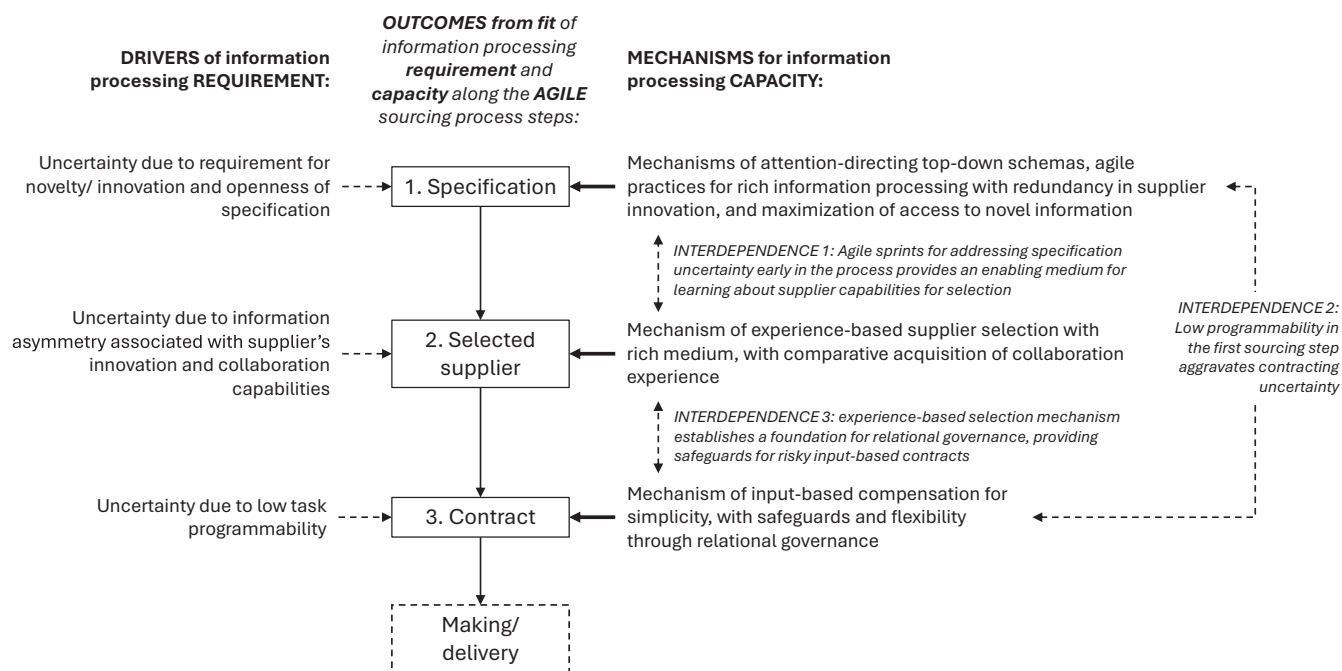 OUTCOMES from fit of
information processing
requirement and
capacity along the AGILE
sourcing process steps:
DRIVERS of information
processing REQUIREMENT:
MECHANISMS for information
processing CAPACITY:
Uncertainty due to requirement for
novelty/ innovation and openness of
specification
1. Specification
Mechanisms of attention-directing top-down schemas, agile
practices for rich information processing with redundancy in supplier
innovation, and maximization of access to novel information
INTERDEPENDENCE 1: Agile sprints for addressing specification
uncertainty early in the process provides an enabling medium for
learning about supplier capabilities for selection
INTERDEPENDENCE 2:
Low programmability in
the first sourcing step
aggravates contracting
uncertainty
Uncertainty due to information
asymmetry associated with supplier’s
innovation and collaboration
capabilities
2. Selected
supplier
Mechanism of experience-based supplier selection with
rich medium, with comparative acquisition of collaboration
experience
INTERDEPENDENCE 3: experience-based selection mechanism
establishes a foundation for relational governance, providing
safeguards for risky input-based contracts
Uncertainty due to low task
programmability
3. Contract
Mechanism of input-based compensation for
simplicity, with safeguards and flexibility
through relational governance
Making/
delivery